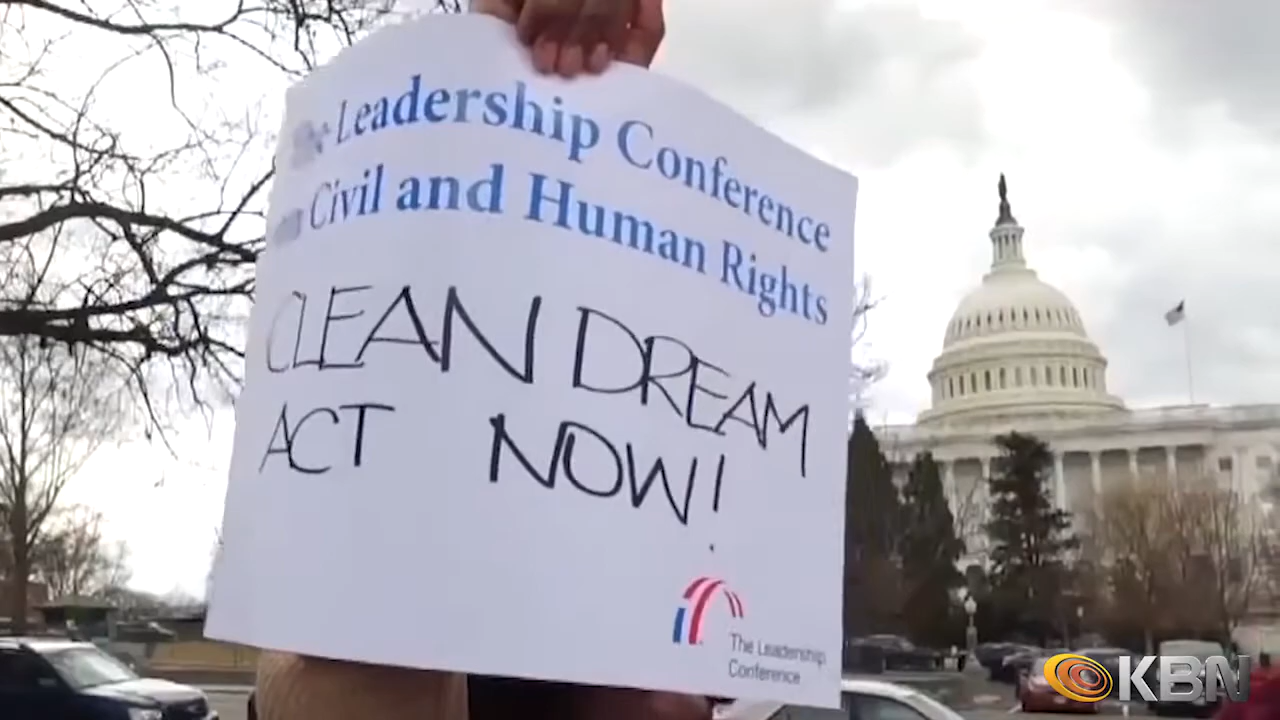 Leadership Conference
Civil and Human Rights
CLEAN DREAM
ACT NOW!
The Leadership
Conference
KBN